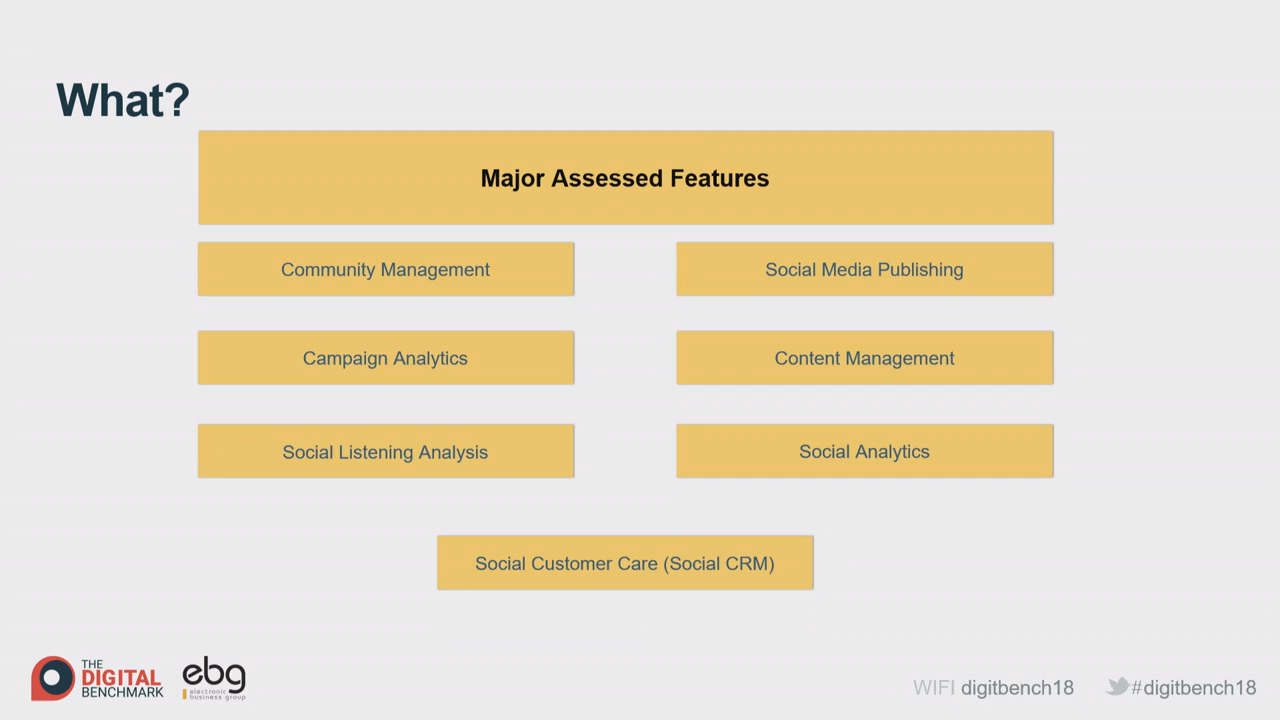 What?
Major Assessed Features
Community Management
Social Media Publishing
Campaign Analytics
Content Management
Social Listening Analysis
Social Analytics
Social Customer Care (Social CRM)
THE
DIGITAL
BENCHMARK
ebg
electronic
business group
WIFI digitbench18
#digitbench18